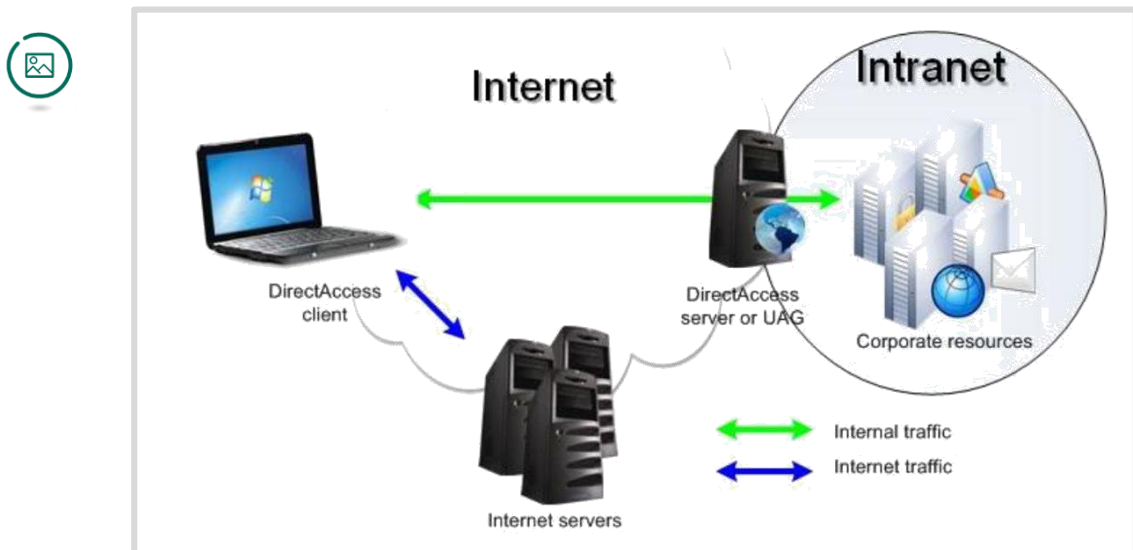 Internet
Intranet
DirectAccess
client
DirectAccess
server or UAG
Corporate resources
Internal traffic
Internet traffic
Internet servers